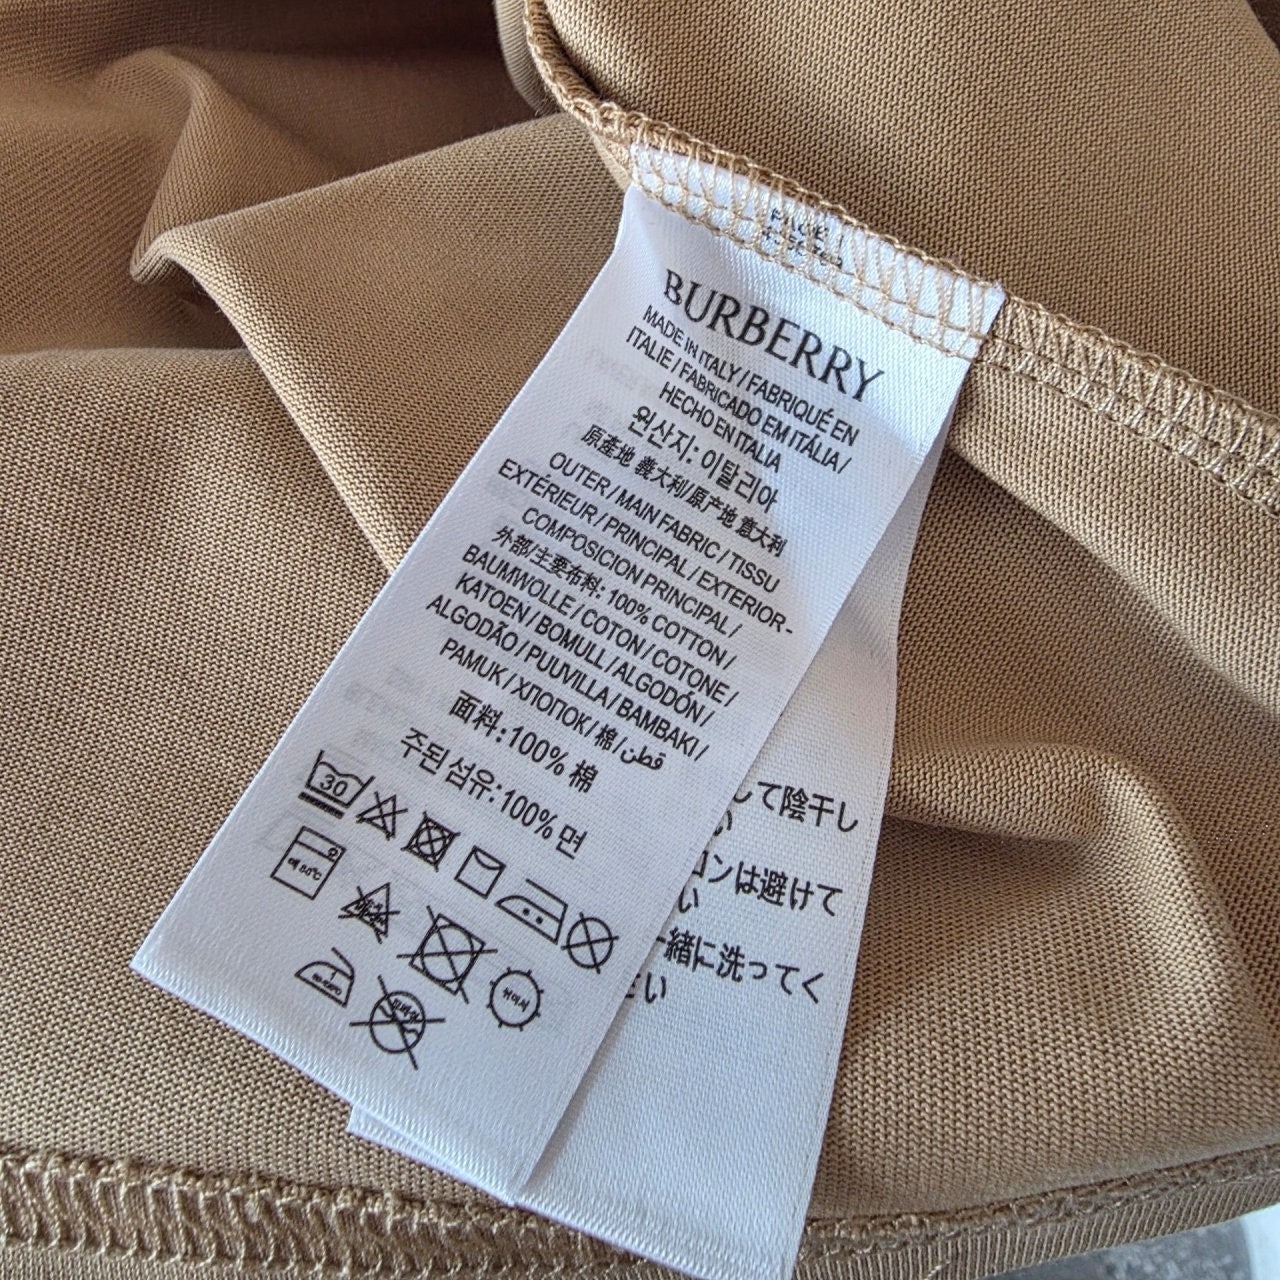 BURBERRY
MADE IN ITALY / FABRIQUÉ EN
ITALIE / FABRICADO EM ITÁLIA /
HECHO EN ITALIA
원산지: 이탈리아
原產地 義大利/原产地 意大利
OUTER / MAIN FABRIC / TISSU
EXTÉRIEUR / PRINCIPAL / EXTERIOR -
COMPOSICION PRINCIPAL /
外部/主要布料: 100% COTTON /
BAUMWOLLE / COTON / COTONE /
KATOEN / BOMULL / ALGODÓN /
ALGODÃO / PUUVILLA / BAMBAKI /
PAMUK / ХЛОПОК / 棉 / قطن
面料: 100% 棉
주된 섬유: 100% 면
30
して陰干し
い
ロンは避けて
い
一緒に洗ってく
さい